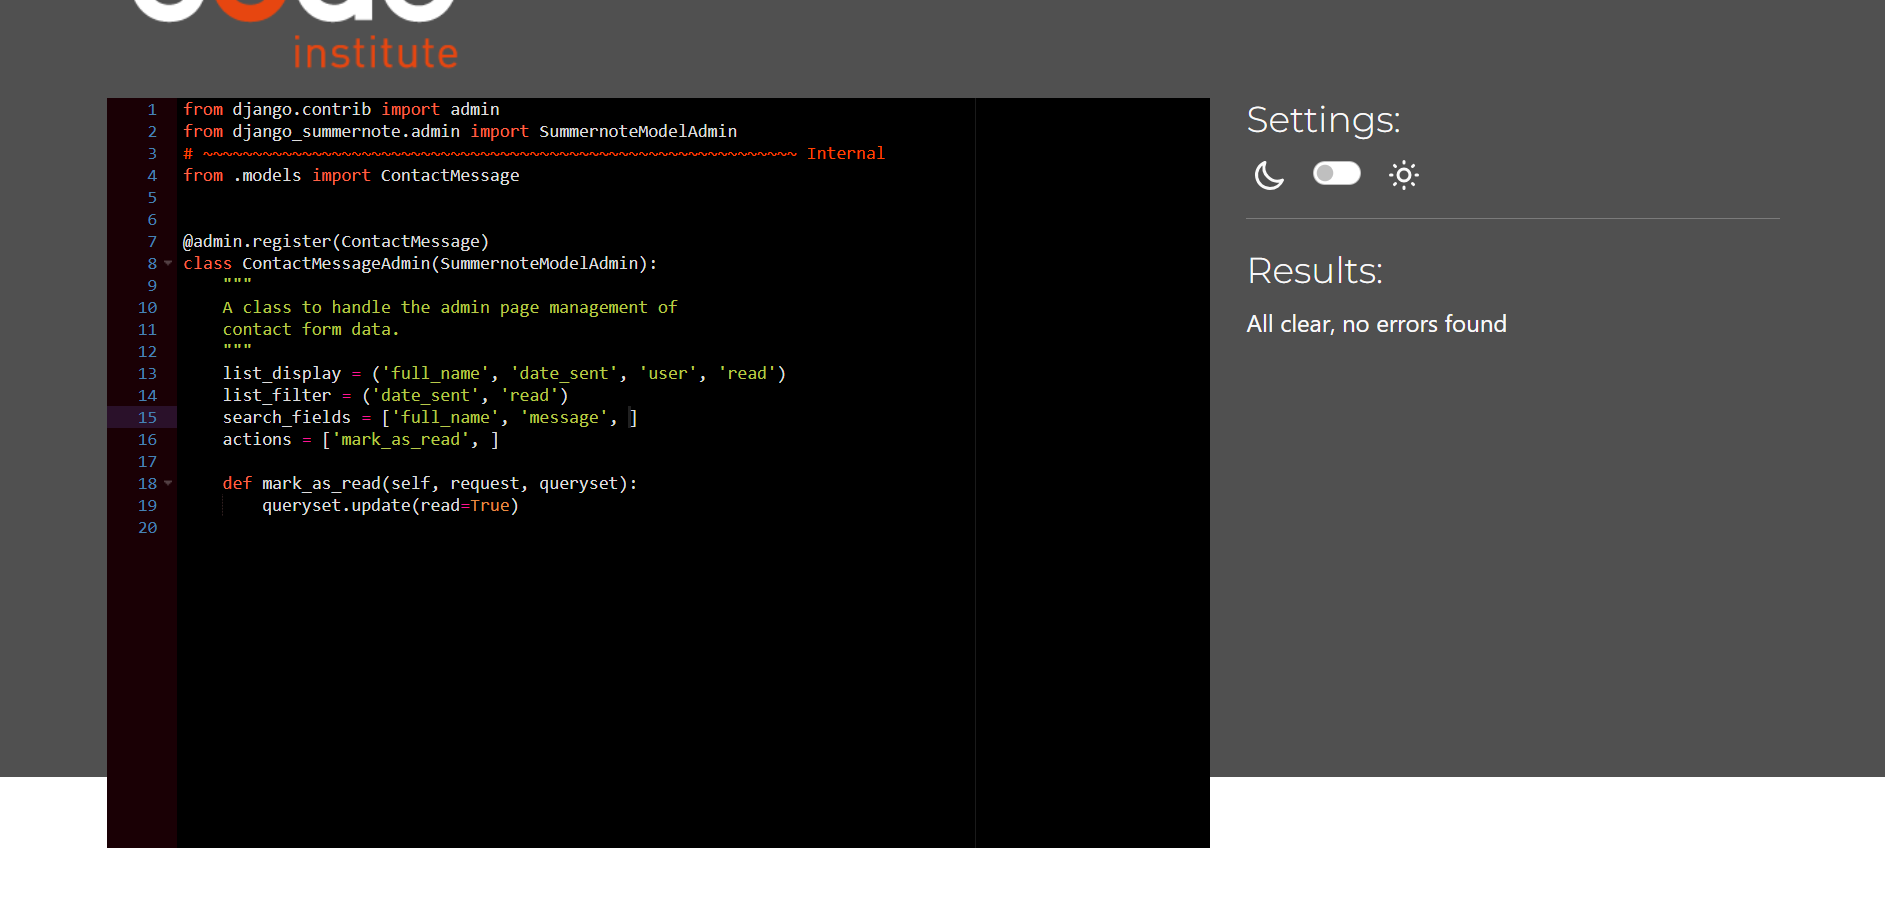 institute
1 from django.contrib import admin
2 from django_summernote.admin import SummernoteModelAdmin
3 # ~~~~~~~~~~~~~~~~~~~~~~~~~~~~~~~~~~~~~~~~~~~~~~~~~~~~~~~~~~~~ Internal
4 from .models import ContactMessage
5
6
7 @admin.register(ContactMessage)
8 class ContactMessageAdmin(SummernoteModelAdmin):
9     """
10     A class to handle the admin page management of
11     contact form data.
12     """
13     list_display = ('full_name', 'date_sent', 'user', 'read')
14     list_filter = ('date_sent', 'read')
15     search_fields = ['full_name', 'message', ]
16     actions = ['mark_as_read', ]
17
18     def mark_as_read(self, request, queryset):
19         queryset.update(read=True)
20
Settings:
Results:
All clear, no errors found